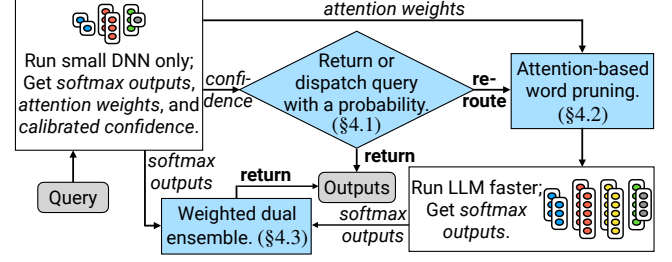 attention weights
Run small DNN only;
Get softmax outputs,
attention weights, and
calibrated confidence.
confi-
dence
Return or
dispatch query
with a probability.
(§4.1)
re-
route
Attention-based
word pruning.
(§4.2)
return
softmax
outputs
Query
return
Outputs
Run LLM faster;
Get softmax
outputs.
Weighted dual
ensemble. (§4.3)
softmax
outputs